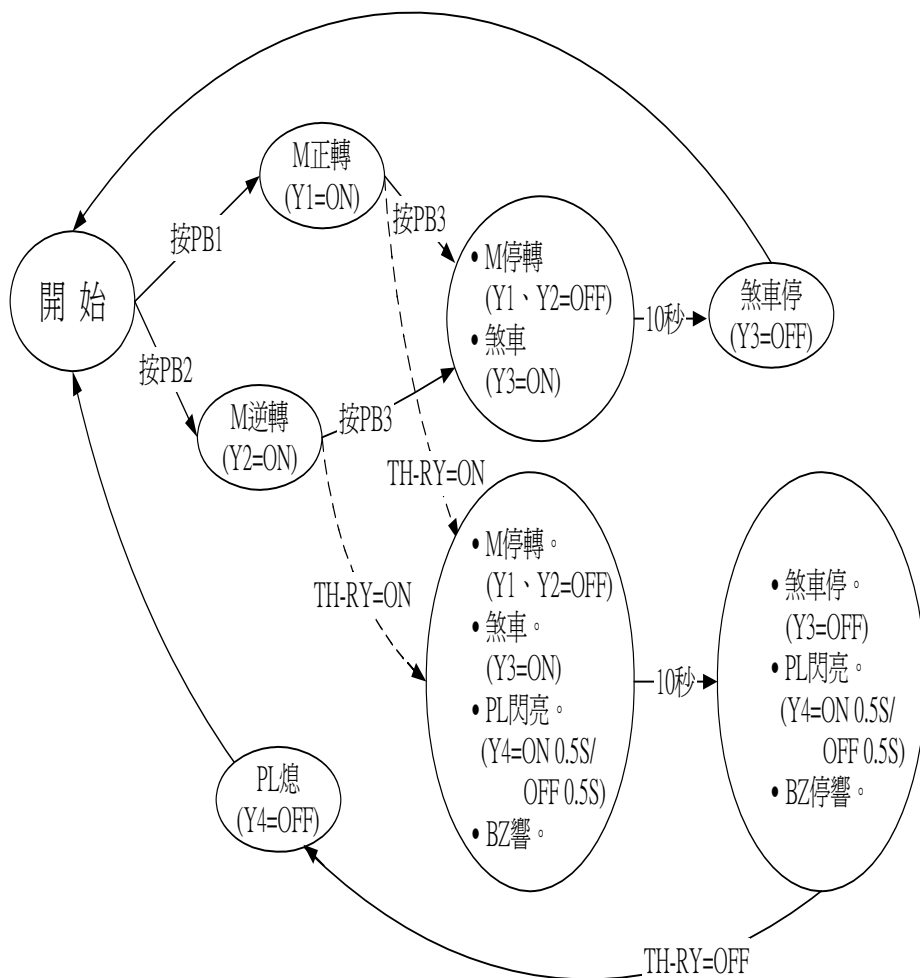 M正轉
(Y1=ON)
按PB1
按PB3
開 始
• M停轉
(Y1、Y2=OFF)
• 煞車
(Y3=ON)
10秒
煞車停
(Y3=OFF)
按PB2
M逆轉
(Y2=ON)
按PB3
TH-RY=ON
TH-RY=ON
• M停轉。
(Y1、Y2=OFF)
• 煞車。
(Y3=ON)
• PL閃亮。
(Y4=ON 0.5S/
OFF 0.5S)
• BZ響。
10秒
• 煞車停。
(Y3=OFF)
• PL閃亮。
(Y4=ON 0.5S/
OFF 0.5S)
• BZ停響。
PL熄
(Y4=OFF)
TH-RY=OFF